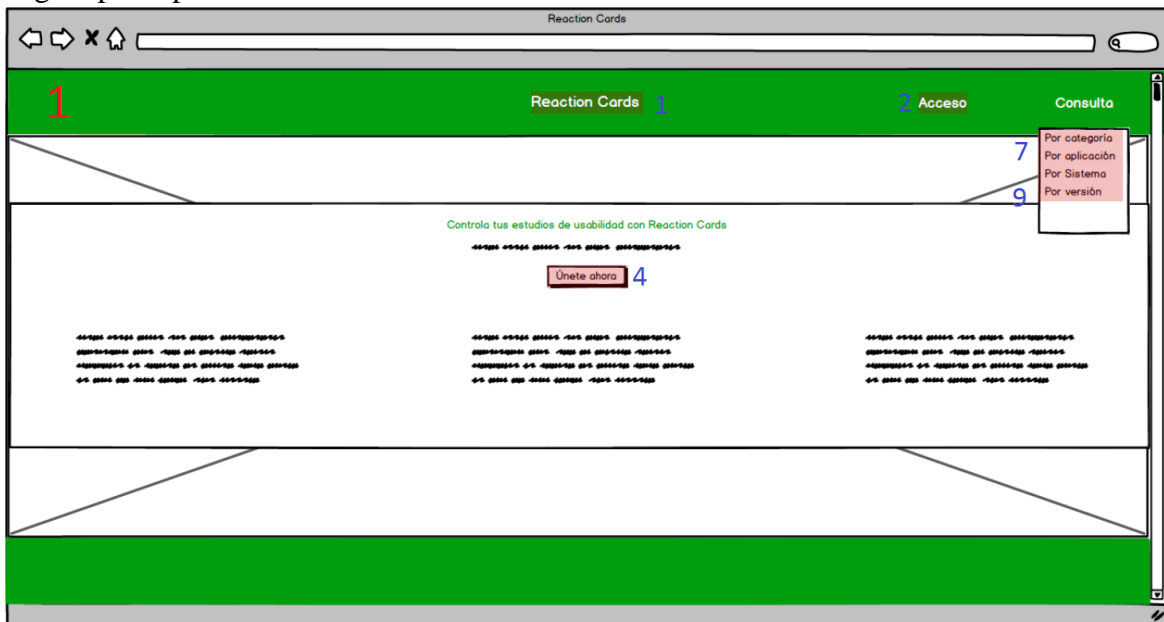 Reaction Cards
1 Reaction Cards 1 2 Acceso Consulta
Por categoría
7 Por aplicación
Por Sistema
9 Por versión
Controla tus estudios de usabilidad con Reaction Cards
Únete ahora 4